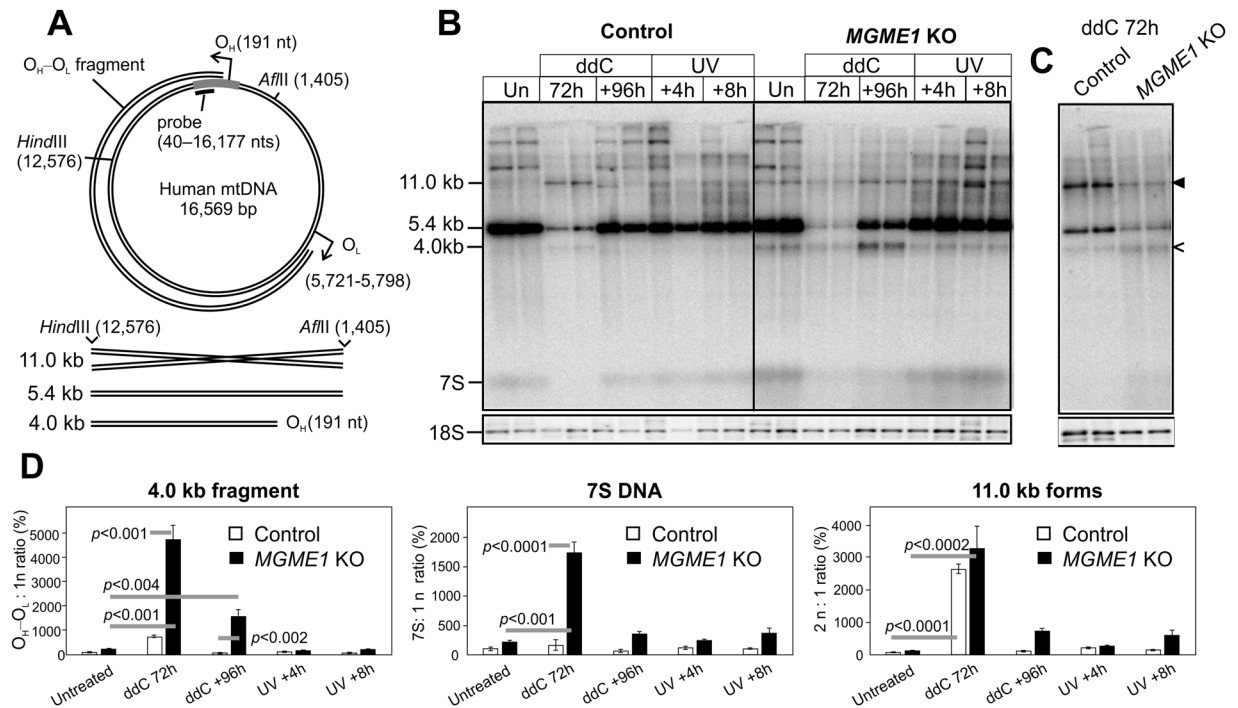 A
O_H (191 nt)
O_H–O_L fragment
AflII (1,405)
probe
(40–16,177 nts)
HindIII
(12,576)
Human mtDNA
16,569 bp
O_L
(5,721-5,798)
HindIII (12,576)
AflII (1,405)
11.0 kb
5.4 kb
4.0 kb
O_H (191 nt)
B
Control
MGME1 KO
ddC
UV
ddC
UV
Un
72h
+96h
+4h
+8h
Un
72h
+96h
+4h
+8h
11.0 kb
5.4 kb
4.0kb
7S
18S
C
ddC 72h
Control
MGME1 KO
D
4.0 kb fragment
O_H–O_L : 1n ratio (%)
5000
4000
3000
2000
1000
0
p<0.001
p<0.004
p<0.001
p<0.002
Control
MGME1 KO
Untreated
ddC 72h
ddC +96h
UV +4h
UV +8h
7S DNA
7S: 1 n ratio (%)
2000
1500
1000
500
0
p<0.0001
p<0.001
Control
MGME1 KO
Untreated
ddC 72h
ddC +96h
UV +4h
UV +8h
11.0 kb forms
2 n : 1 ratio (%)
4000
3000
2000
1000
0
p<0.0002
p<0.0001
Control
MGME1 KO
Untreated
ddC 72h
ddC +96h
UV +4h
UV +8h